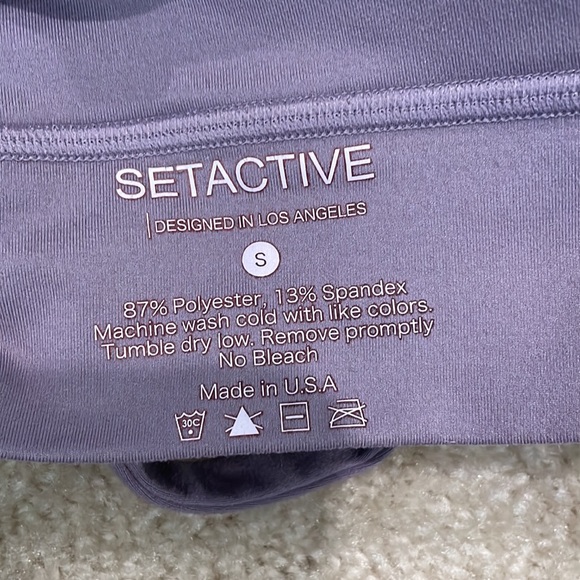 SETACTIVE
DESIGNED IN LOS ANGELES
S
87% Polyester, 13% Spandex
Machine wash cold with like colors.
Tumble dry low. Remove promptly
No Bleach
Made in U.S.A
30C